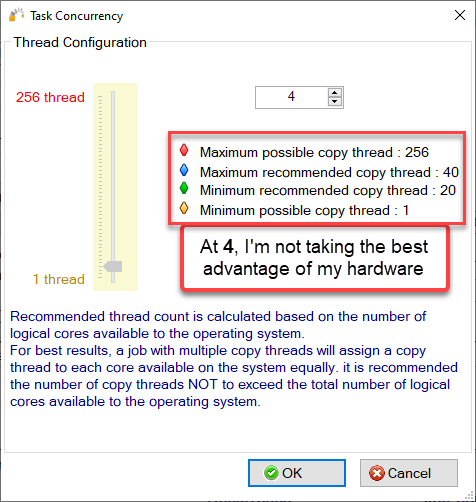 Task Concurrency
Thread Configuration
256 thread
4
Maximum possible copy thread : 256
Maximum recommended copy thread : 40
Minimum recommended copy thread : 20
Minimum possible copy thread : 1
At 4, I'm not taking the best
advantage of my hardware
1 thread
Recommended thread count is calculated based on the number of
logical cores available to the operating system.
For best results, a job with multiple copy threads will assign a copy
thread to each core available on the system equally. it is recommended
the number of copy threads NOT to exceed the total number of logical
cores available to the operating system.
OK
Cancel